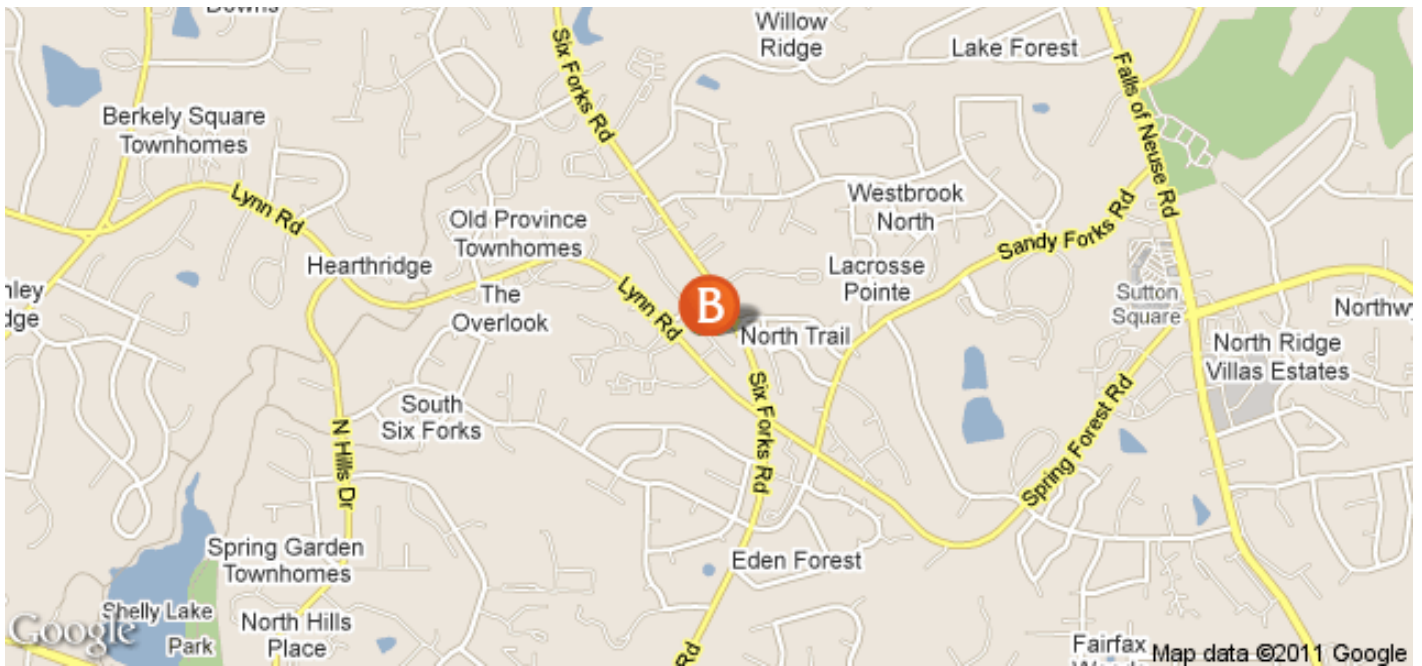 Downs
Willow
Ridge
Lake Forest
Six Forks Rd
Falls of Neuse Rd
Berkely Square
Townhomes
Lynn Rd
Old Province
Townhomes
Westbrook
North
Sandy Forks Rd
Hearthridge
Lacrosse
Pointe
nley
dge
The
Overlook
Lynn Rd
B
North Trail
Sutton
Square
Northwy
North Ridge
Villas Estates
Six Forks Rd
South
Six Forks
N Hills Dr
Spring Forest Rd
Spring Garden
Townhomes
Eden Forest
Shelly Lake
Park
North Hills
Place
Google
Rd
Fairfax
Map data ©2011 Google